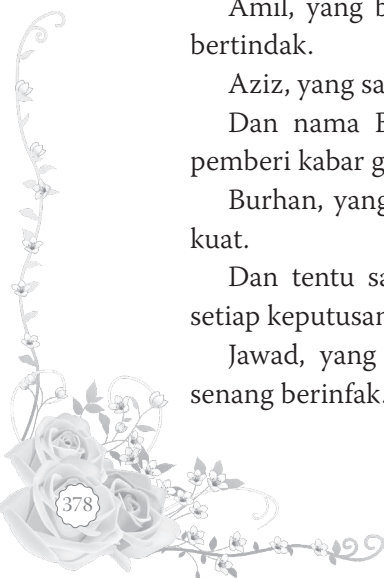 Amil, yang b
bertindak.
Aziz, yang sa
Dan nama B
pemberi kabar g
Burhan, yang
kuat.
Dan tentu sa
setiap keputusan
Jawad, yang
senang berinfak.
378